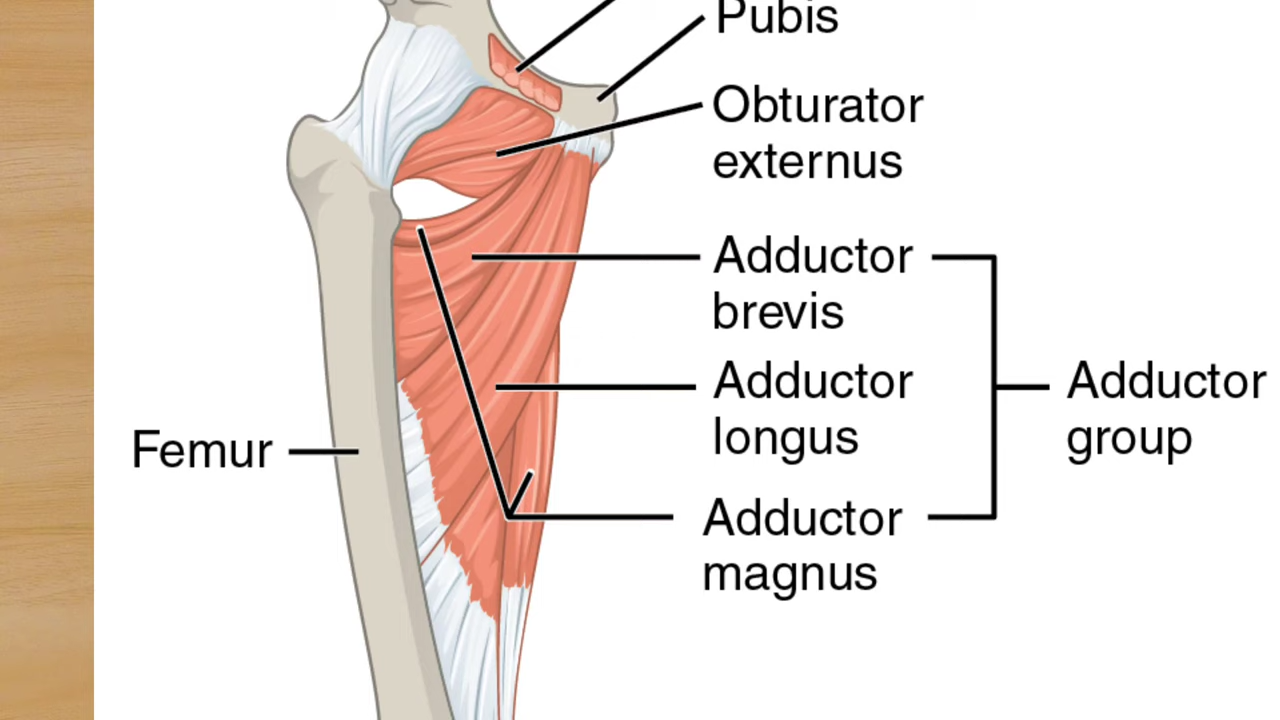 Pubis
Obturator
externus
Adductor
brevis
Adductor
longus
Adductor
group
Femur
Adductor
magnus